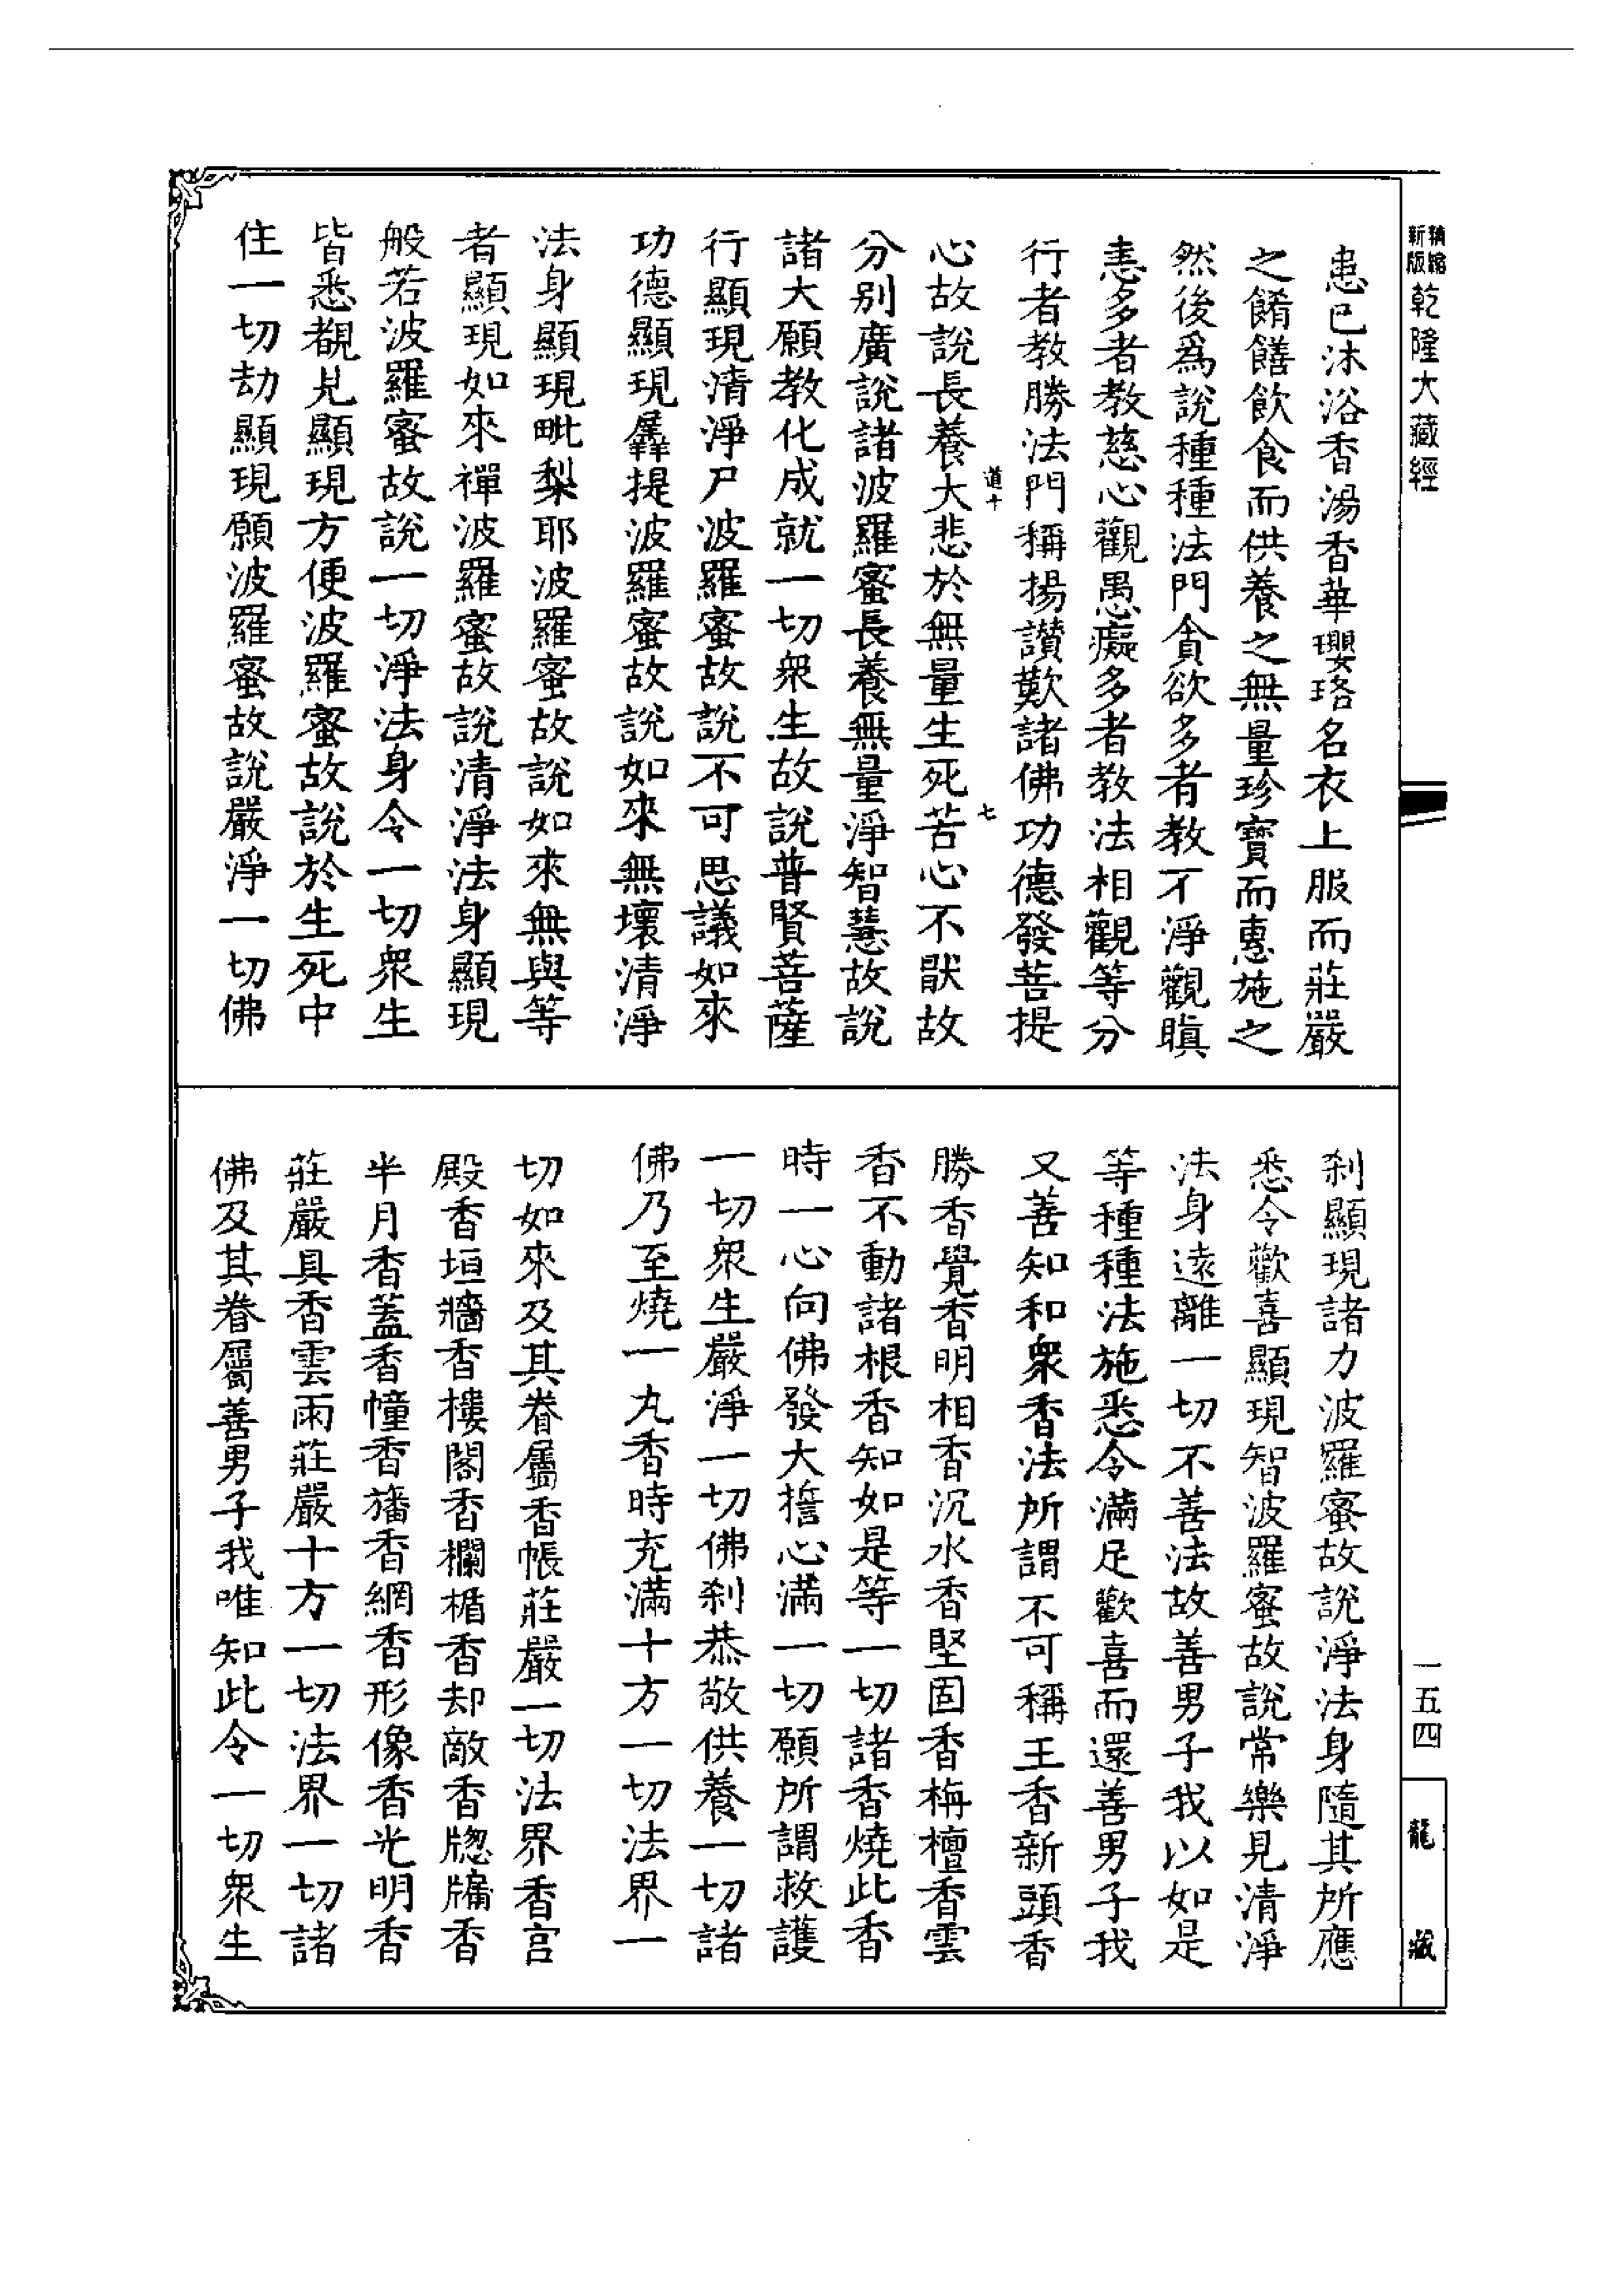 新版精縮
乾隆大藏經
恚已沐浴香湯香華瓔珞名衣上服而莊嚴
之餚饍飲食而供養之無量珍寶而惠施之
然後爲說種種法門貪欲多者教不淨觀瞋
恚多者教慈心觀愚癡多者教法相觀等分
行者教勝法門稱揚讚歎諸佛功德發菩提
道十
七
心故說長養大悲於無量生死苦心不厭故
分别廣說諸波羅蜜長養無量淨智慧故說
諸大願教化成就一切衆生故說普賢菩薩
行顯現清淨尸波羅蜜故說不可思議如來
功德顯現羼提波羅蜜故說如來無壞清淨
法身顯現毗梨耶波羅蜜故說如來無與等
者顯現如來禪波羅蜜故說清淨法身顯現
般若波羅蜜故說一切淨法身令一切衆生
皆悉覩見顯現方便波羅蜜故說於生死中
住一切劫顯現願波羅蜜故說嚴淨一切佛
刹顯現諸力波羅蜜故說淨法身隨其所應
悉令歡喜顯現智波羅蜜故說常樂見清淨
法身遠離一切不善法故善男子我以如是
等種種法施悉令滿足歡喜而還善男子我
又善知和衆香法所謂不可稱王香新頭香
勝香覺香明相香沉水香堅固香栴檀香雲
香不動諸根香知如是等一切諸香燒此香
時一心向佛發大誓心滿一切願所謂救護
一切衆生嚴淨一切佛刹恭敬供養一切諸
佛乃至燒一丸香時充滿十方一切法界一
切如來及其眷屬香帳莊嚴一切法界香宮
殿香垣牆香樓閣香欄楯香却敵香牕牖香
半月香蓋香幢香旛香網香形像香光明香
莊嚴具香雲雨莊嚴十方一切法界一切諸
佛及其眷屬善男子我唯知此令一切衆生
一五四
龍藏